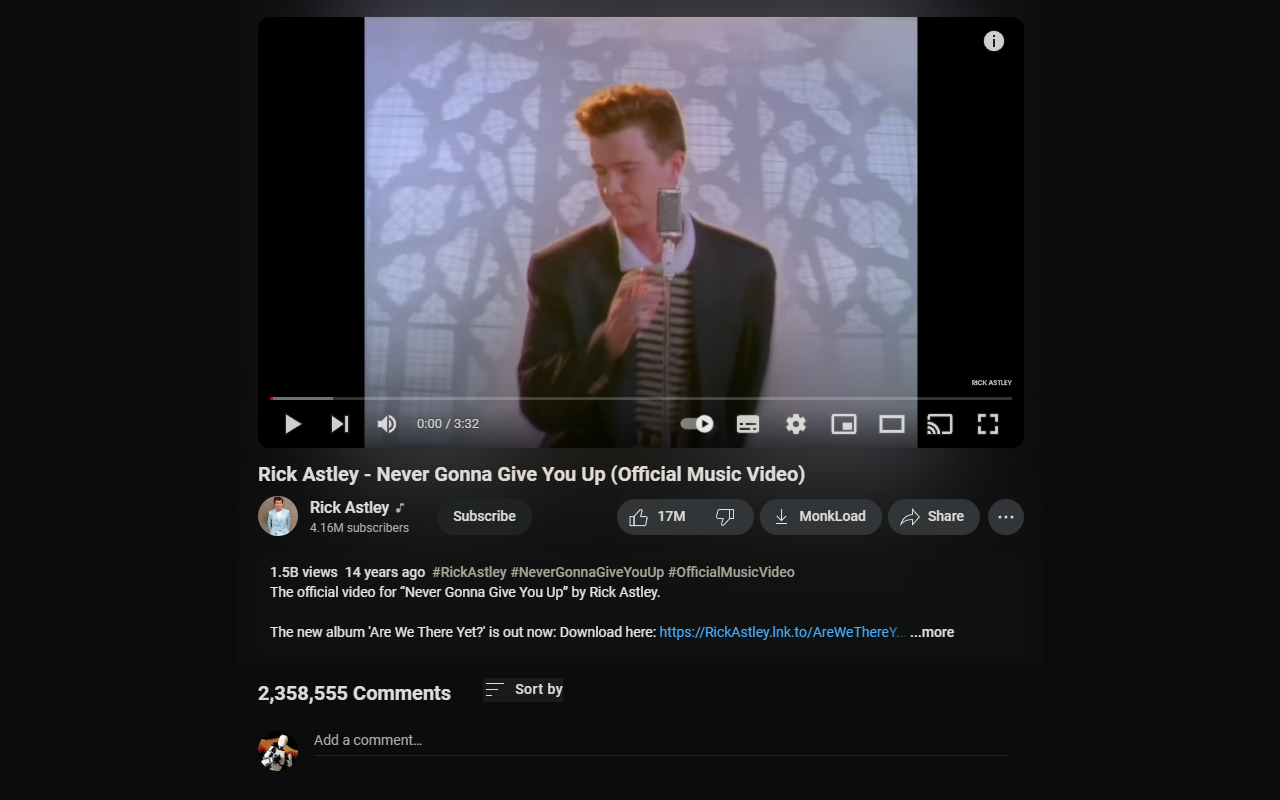 RICK ASTLEY
0:00 / 3:32
Rick Astley - Never Gonna Give You Up (Official Music Video)
Rick Astley
4.16M subscribers
Subscribe
17M
MonkLoad
Share
1.5B views 14 years ago #RickAstley #NeverGonnaGiveYouUp #OfficialMusicVideo
The official video for “Never Gonna Give You Up” by Rick Astley.
The new album 'Are We There Yet?' is out now: Download here: https://RickAstley.lnk.to/AreWeThereY... ...more
2,358,555 Comments
Sort by
Add a comment...